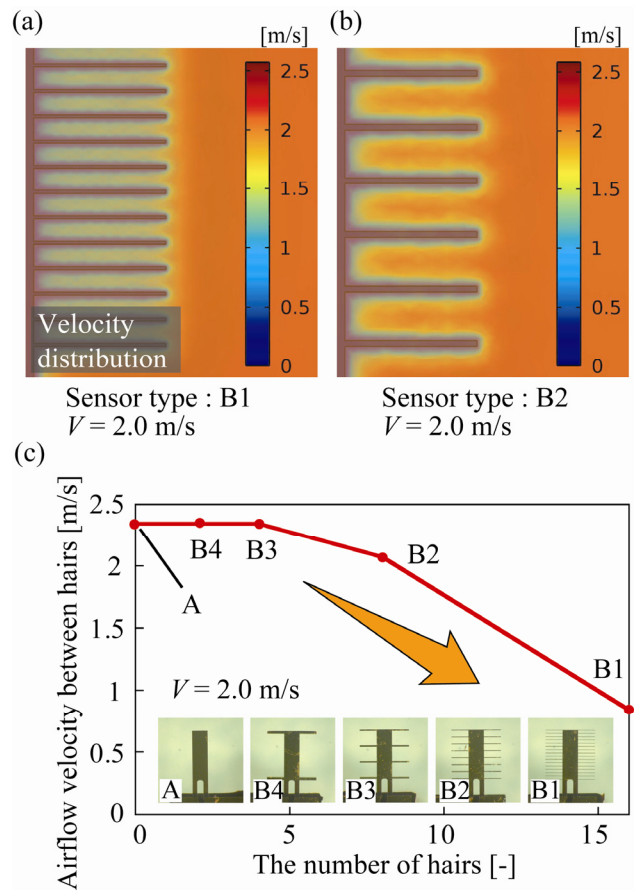 (a)
[m/s]
2.5
2
1.5
1
0.5
0
Velocity
distribution
Sensor type : B1
V = 2.0 m/s
(b)
[m/s]
2.5
2
1.5
1
0.5
0
Sensor type : B2
V = 2.0 m/s
(c)
Airflow velocity between hairs [m/s]
2.5
2
1.5
1
0.5
0
A
B4
B3
B2
B1
V = 2.0 m/s
A
B4
B3
B2
B1
0
5
10
15
The number of hairs [-]